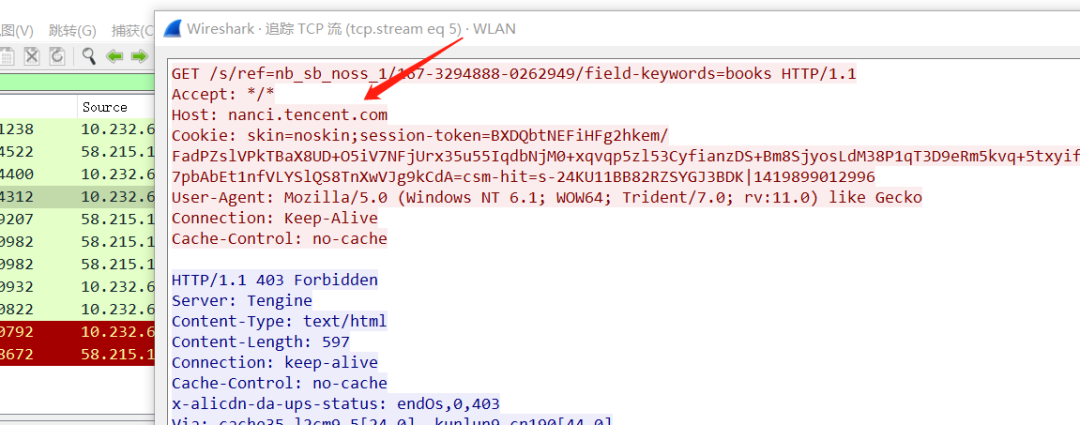 图(V) 跳转(G) 捕获(C
Wireshark · 追踪 TCP 流 (tcp.stream eq 5) · WLAN
Source
1238 10.232.6
4522 58.215.1
4400 10.232.6
4312 10.232.6
9207 58.215.1
0982 58.215.1
0982 58.215.1
0932 10.232.6
0822 10.232.6
0792 10.232.6
8672 58.215.1
GET /s/ref=nb_sb_noss_1/167-3294888-0262949/field-keywords=books HTTP/1.1
Accept: */*
Host: nanci.tencent.com
Cookie: skin=noskin;session-token=BXDQbtNEFiHFg2hkem/
FadPZslVPkTBaX8UD+O5iV7NFjUrx35u55IqdbNjM0+xqvqp5zl53CyfianzDS+Bm8SjyosLdM38P1qT3D9eRm5kvq+5txyif
7pbAbEt1nfVLYSlQS8TnXwVJg9kCdA=csm-hit=s-24KU11BB82RZSYGJ3BDK|1419899012996
User-Agent: Mozilla/5.0 (Windows NT 6.1; WOW64; Trident/7.0; rv:11.0) like Gecko
Connection: Keep-Alive
Cache-Control: no-cache
HTTP/1.1 403 Forbidden
Server: Tengine
Content-Type: text/html
Content-Length: 597
Connection: keep-alive
Cache-Control: no-cache
x-alicdn-da-ups-status: endOs,0,403
Via: cache35.l2cm9-5[24,0], kunlun9.cn190[44,0]